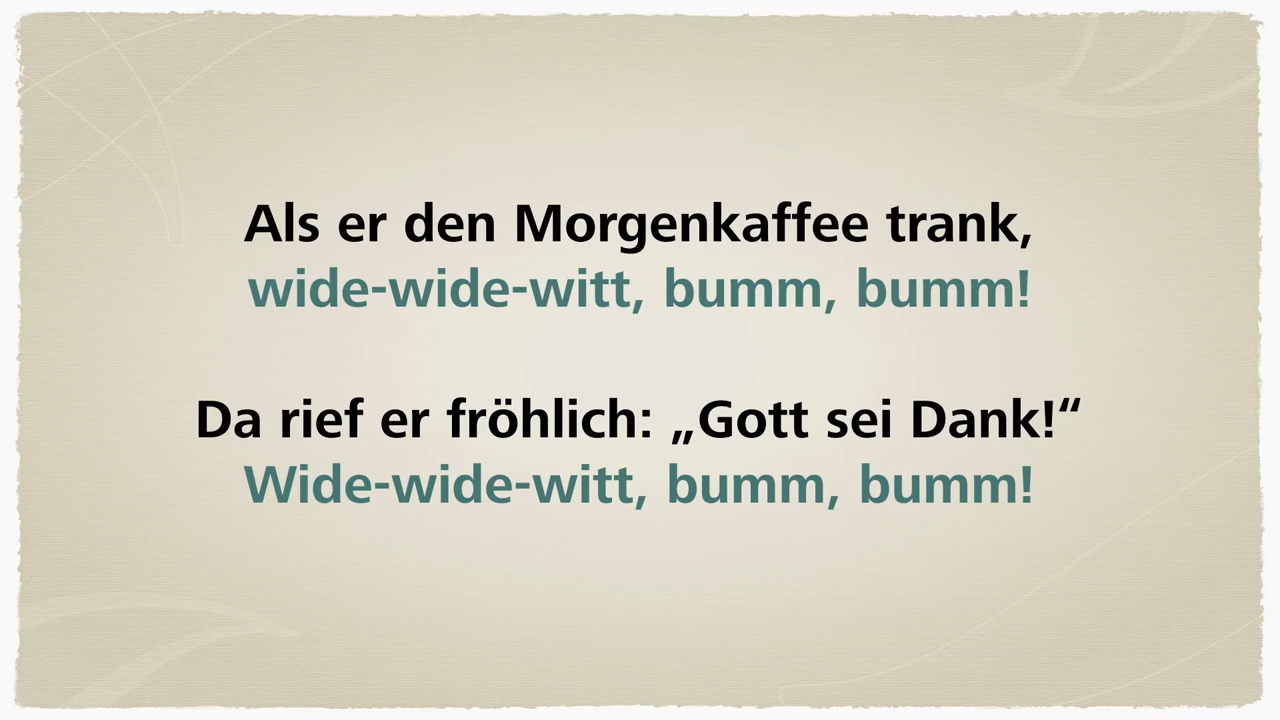 Als er den Morgenkaffee trank,
wide-wide-witt, bumm, bumm!
Da rief er fröhlich: „Gott sei Dank!“
Wide-wide-witt, bumm, bumm!